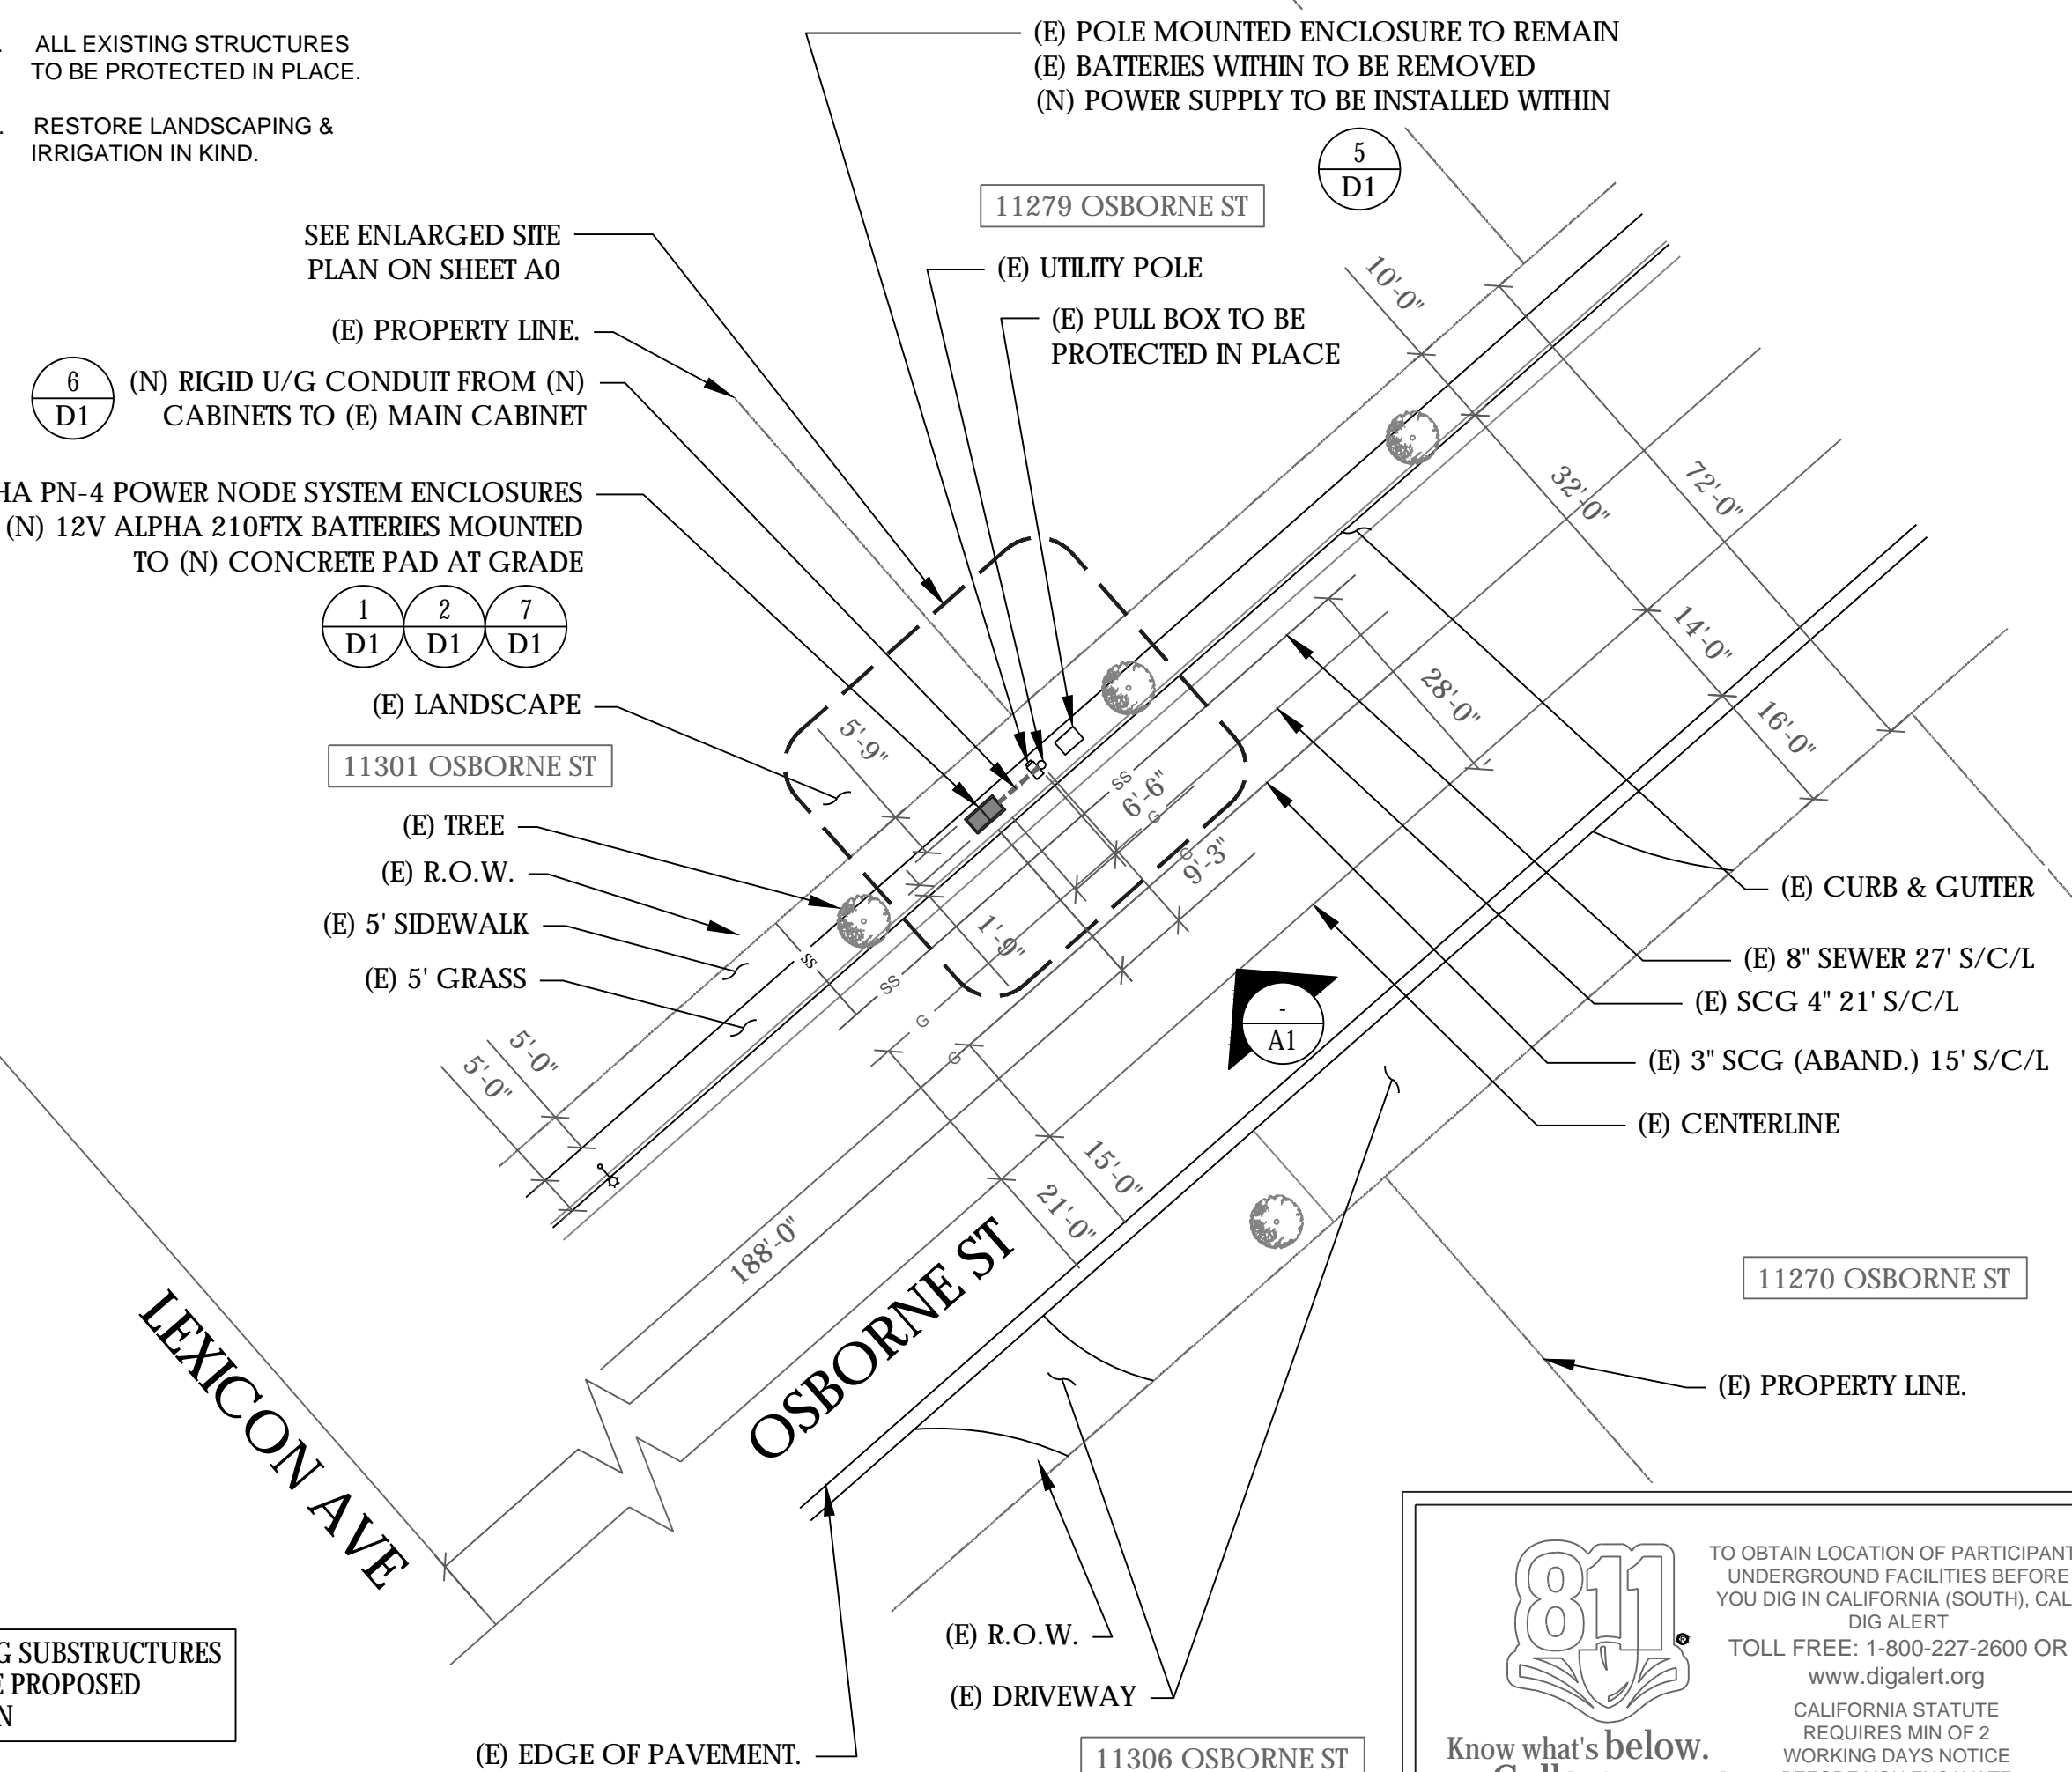 . ALL EXISTING STRUCTURES
TO BE PROTECTED IN PLACE.
. RESTORE LANDSCAPING &
IRRIGATION IN KIND.
(E) POLE MOUNTED ENCLOSURE TO REMAIN
(E) BATTERIES WITHIN TO BE REMOVED
(N) POWER SUPPLY TO BE INSTALLED WITHIN
5
D1
11279 OSBORNE ST
SEE ENLARGED SITE
PLAN ON SHEET A0
(E) UTILITY POLE
(E) PULL BOX TO BE
PROTECTED IN PLACE
(E) PROPERTY LINE.
6
D1
(N) RIGID U/G CONDUIT FROM (N)
CABINETS TO (E) MAIN CABINET
PN-4 POWER NODE SYSTEM ENCLOSURES
(N) 12V ALPHA 210FTX BATTERIES MOUNTED
TO (N) CONCRETE PAD AT GRADE
1
D1
2
D1
7
D1
(E) LANDSCAPE
11301 OSBORNE ST
(E) TREE
(E) R.O.W.
(E) 5' SIDEWALK
(E) 5' GRASS
10'-0"
32'-0"
72'-0"
14'-0"
28'-0"
16'-0"
5'-9"
SS
6'-6"
G
G
9'-3"
1'-9"
SS
SS
G
G
5'-0"
5'-0"
15'-0"
21'-0"
188'-0"
-
A1
(E) CURB & GUTTER
(E) 8" SEWER 27' S/C/L
(E) SCG 4" 21' S/C/L
(E) 3" SCG (ABAND.) 15' S/C/L
(E) CENTERLINE
OSBORNE ST
LEXICON AVE
11270 OSBORNE ST
(E) PROPERTY LINE.
(E) R.O.W.
(E) DRIVEWAY
(E) EDGE OF PAVEMENT.
11306 OSBORNE ST
SUBSTRUCTURES
PROPOSED
811
®
Know what's below.
TO OBTAIN LOCATION OF PARTICIPANT
UNDERGROUND FACILITIES BEFORE
YOU DIG IN CALIFORNIA (SOUTH), CAL
DIG ALERT
TOLL FREE: 1-800-227-2600 OR
www.digalert.org
CALIFORNIA STATUTE
REQUIRES MIN OF 2
WORKING DAYS NOTICE